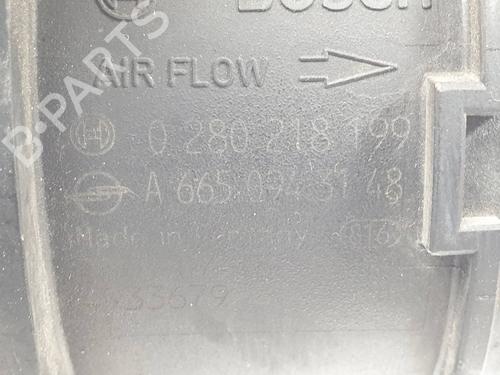 BOSCH
AIR FLOW
0 280 218 199
A 665 094 31 48
Made in Germany
B-PARTS